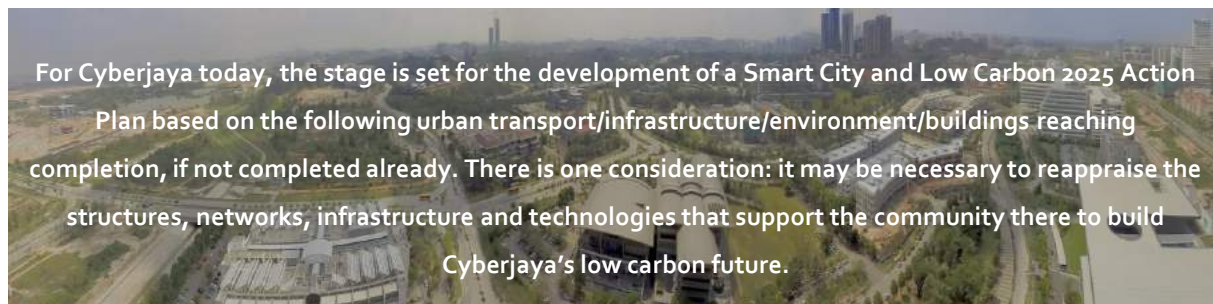 For Cyberjaya today, the stage is set for the development of a Smart City and Low Carbon 2025 Action
Plan based on the following urban transport/infrastructure/environment/buildings reaching
completion, if not completed already. There is one consideration: it may be necessary to reappraise the
structures, networks, infrastructure and technologies that support the community there to build
Cyberjaya’s low carbon future.